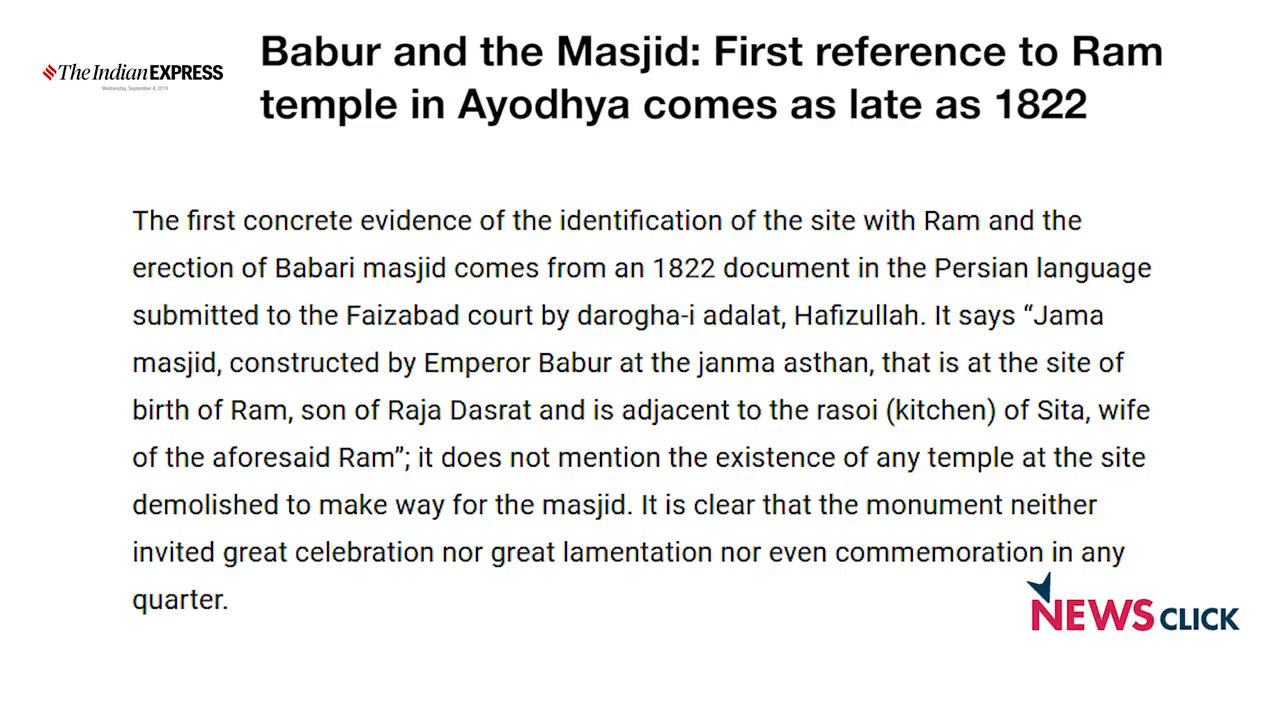 Babur and the Masjid: First reference to Ram
temple in Ayodhya comes as late as 1822
The Indian EXPRESS
Wednesday, September 4, 2019
The first concrete evidence of the identification of the site with Ram and the
erection of Babari masjid comes from an 1822 document in the Persian language
submitted to the Faizabad court by darogha-i adalat, Hafizullah. It says “Jama
masjid, constructed by Emperor Babur at the janma asthan, that is at the site of
birth of Ram, son of Raja Dasrat and is adjacent to the rasoi (kitchen) of Sita, wife
of the aforesaid Ram”; it does not mention the existence of any temple at the site
demolished to make way for the masjid. It is clear that the monument neither
invited great celebration nor great lamentation nor even commemoration in any
quarter.
NEWS CLICK